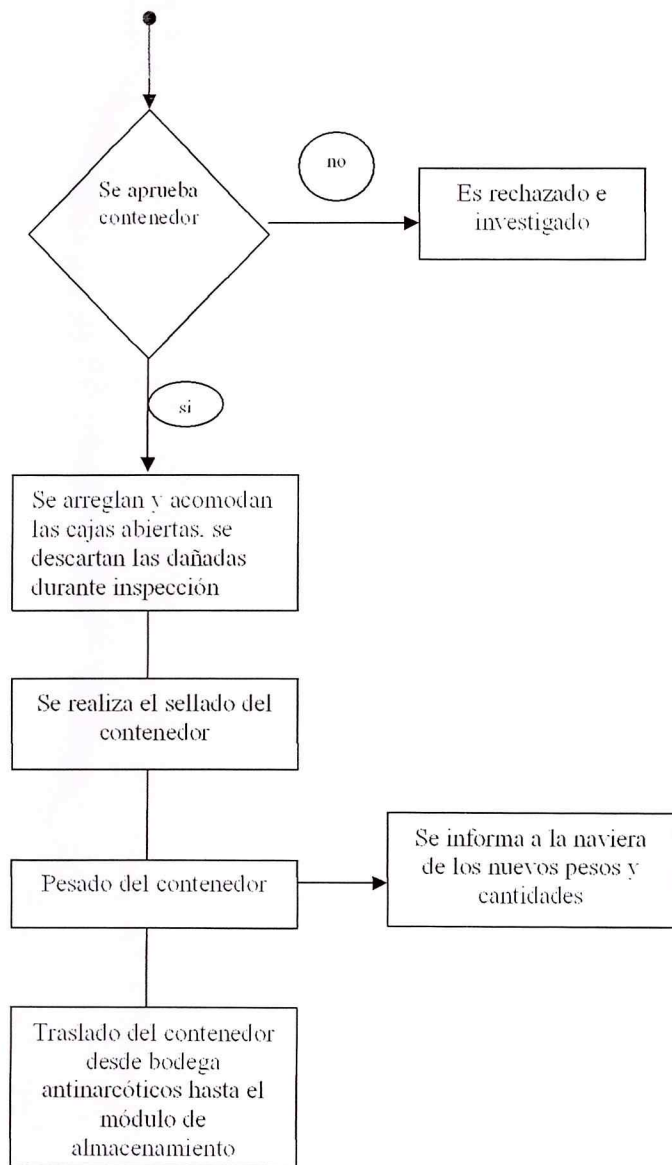 Se aprueba
contenedor
no
Es rechazado e
investigado
si
Se arreglan y acomodan
las cajas abiertas. se
descartan las dañadas
durante inspección
Se realiza el sellado del
contenedor
Pesado del contenedor
Se informa a la naviera
de los nuevos pesos y
cantidades
Traslado del contenedor
desde bodega
antinarcóticos hasta el
módulo de
almacenamiento